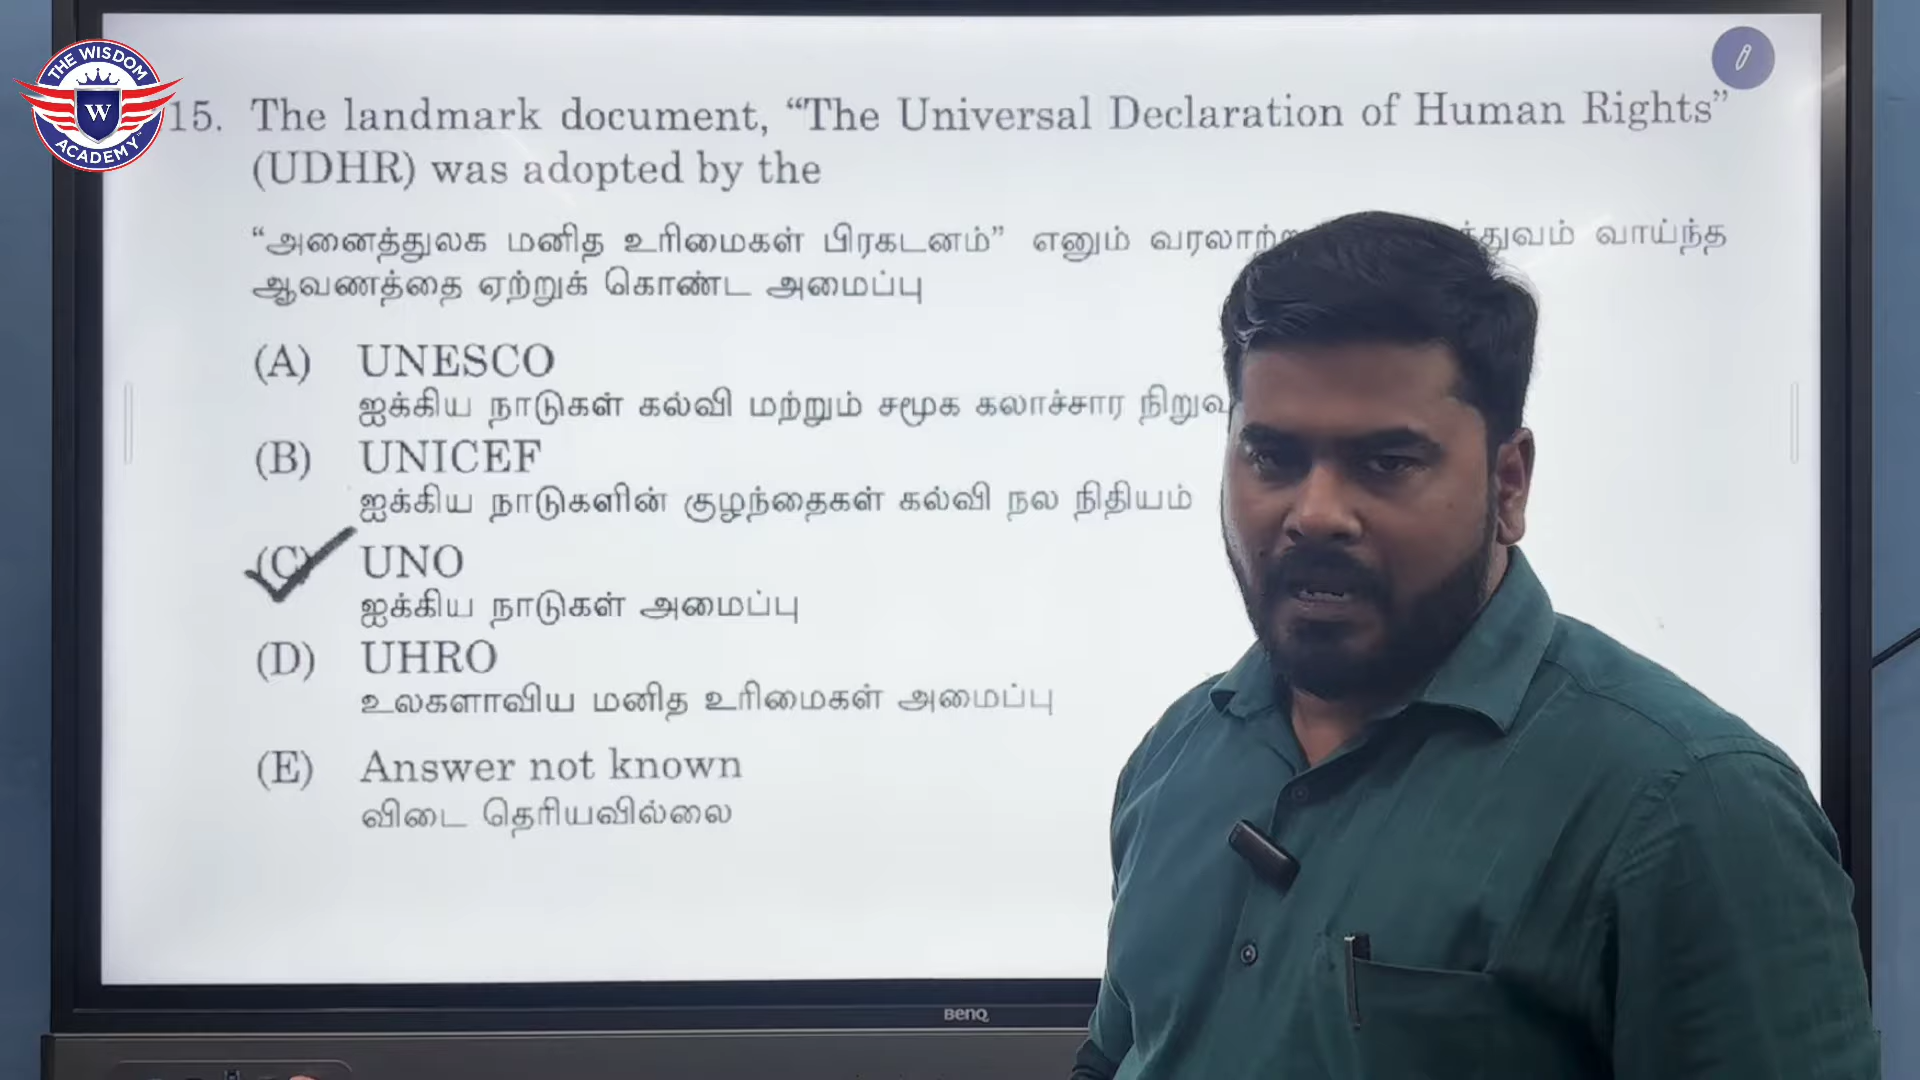 THE WISDOM
W
ACADEMY
15. The landmark document, “The Universal Declaration of Human Rights”
(UDHR) was adopted by the
“அனைத்துலக மனித உரிமைகள் பிரகடனம்” எனும் வாய்ந்த
ஆவணத்தை ஏற்றுக் கொண்ட அமைப்பு
(A) UNESCO
ஐக்கிய நாடுகள் கல்வி மற்றும் சமூக கலாச்சார
(B) UNICEF
ஐக்கிய நாடுகளின் குழந்தைகள் கல்வி நல நிதியம்
(C) UNO
ஐக்கிய நாடுகள் அமைப்பு
(D) UHRO
உலகளாவிய மனித உரிமைகள் அமைப்பு
(E) Answer not known
விடை தெரியவில்லை
BenQ